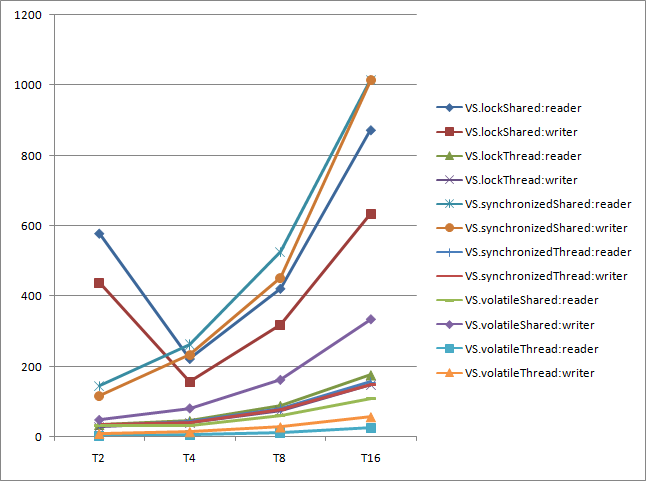 1200
1000
800
600
400
200
0
T2 T4 T8 T16
VS.lockShared:reader
VS.lockShared:writer
VS.lockThread:reader
VS.lockThread:writer
VS.synchronizedShared:reader
VS.synchronizedShared:writer
VS.synchronizedThread:reader
VS.synchronizedThread:writer
VS.volatileShared:reader
VS.volatileShared:writer
VS.volatileThread:reader
VS.volatileThread:writer